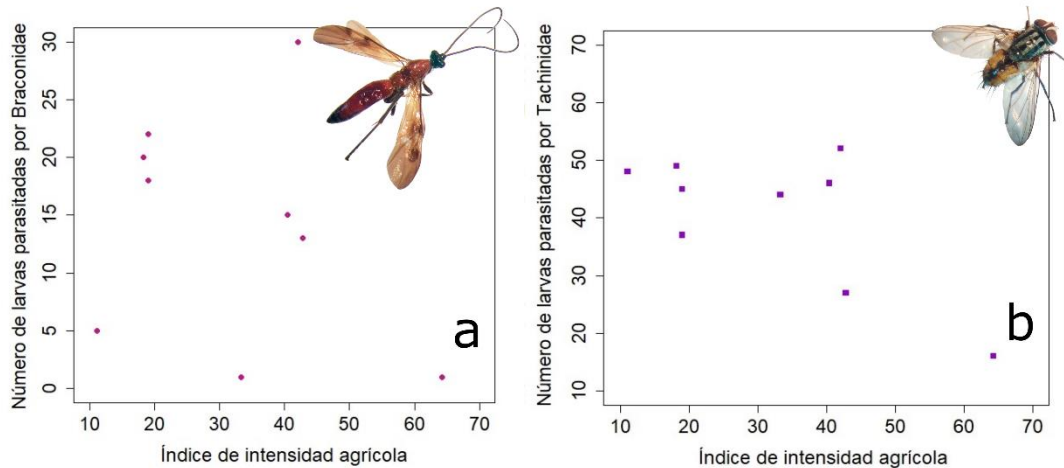 Número de larvas parasitadas por Braconidae
30
25
20
15
10
5
0
10 20 30 40 50 60 70
Índice de intensidad agrícola
a
Número de larvas parasitadas por Tachinidae
70
60
50
40
30
20
10
10 20 30 40 50 60 70
Índice de intensidad agrícola
b